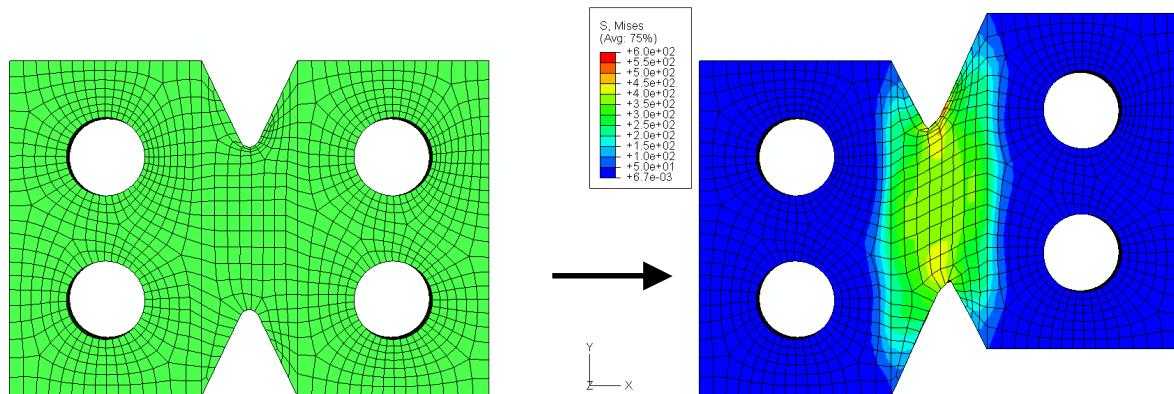 S, Mises
(Avg: 75%)
+6.0e+02
+5.5e+02
+5.0e+02
+4.5e+02
+4.0e+02
+3.5e+02
+3.0e+02
+2.5e+02
+2.0e+02
+1.5e+02
+1.0e+02
+5.0e+01
+6.7e-03
Y
Z X